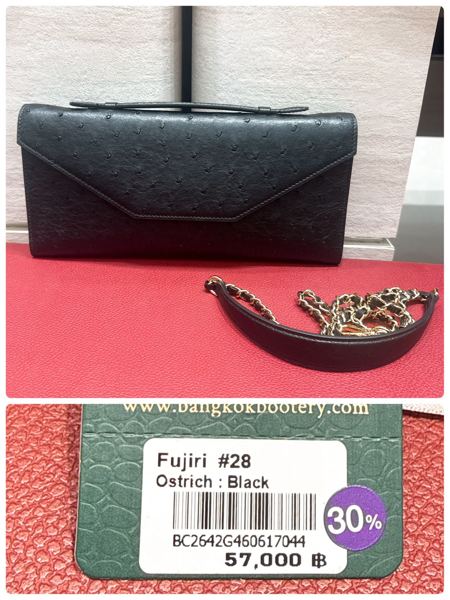 www.bangkokbootery.com
Fujiri #28
Ostrich : Black
30%
BC2642G460617044
57,000 ฿